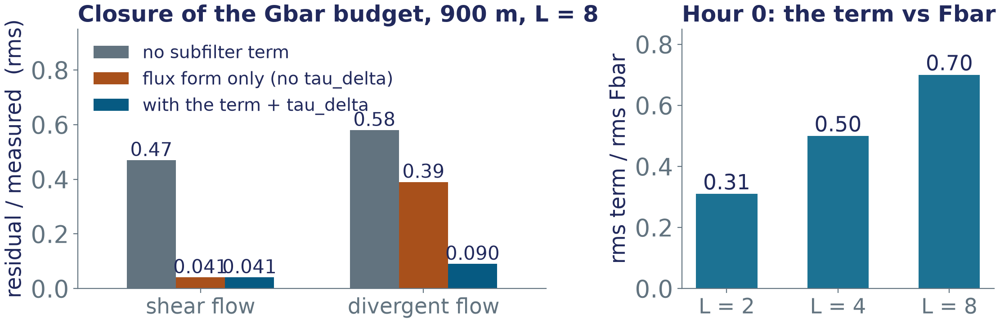 Closure of the Gbar budget, 900 m, L = 8
residual / measured (rms)
0.8
0.6
0.4
0.2
0.0
no subfilter term
flux form only (no tau_delta)
with the term + tau_delta
0.47
0.041
0.041
0.58
0.39
0.090
shear flow
divergent flow
Hour 0: the term vs Fbar
rms term / rms Fbar
0.8
0.6
0.4
0.2
0.0
0.31
0.50
0.70
L = 2
L = 4
L = 8